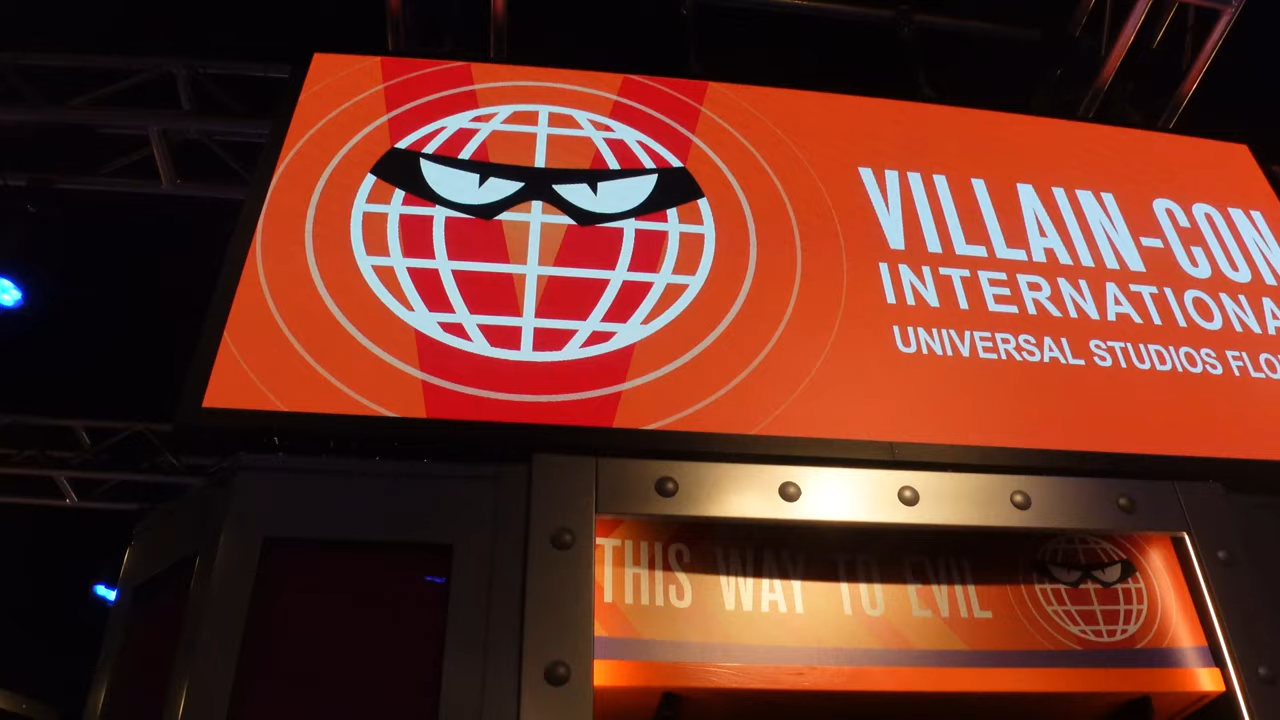 VILLAIN-CON
INTERNATIONA
UNIVERSAL STUDIOS FLO
THIS WAY TO EVIL